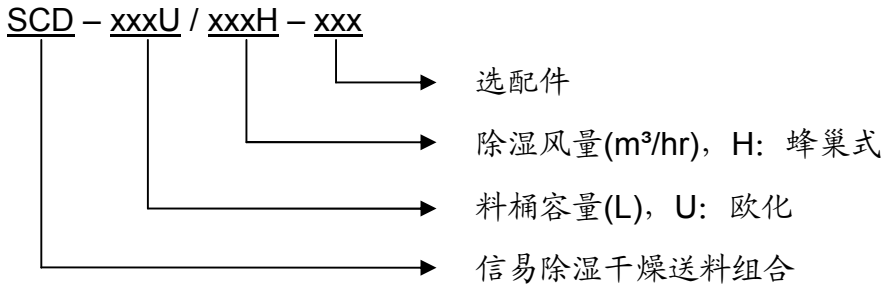 SCD – xxxU / xxxH – xxx
选配件
除湿风量(m³/hr)，H：蜂巢式
料桶容量(L)，U：欧化
信易除湿干燥送料组合